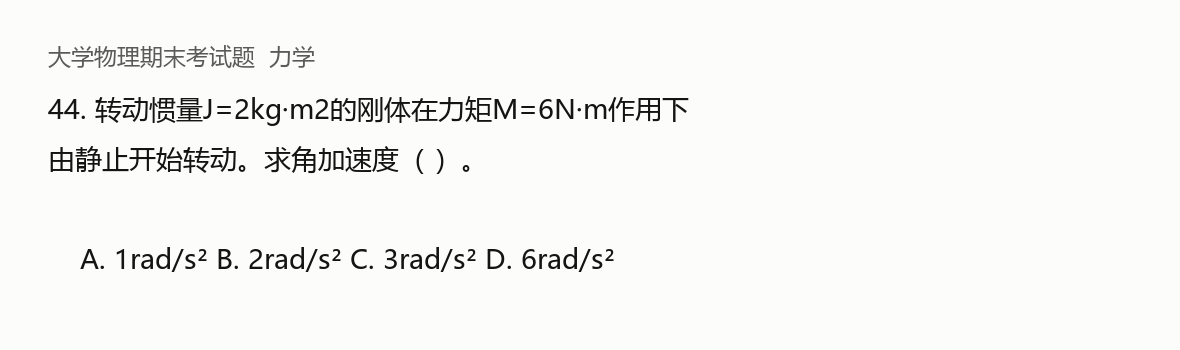 大学物理期末考试题 力学
44. 转动惯量J=2kg·m2的刚体在力矩M=6N·m作用下
由静止开始转动。求角加速度（ ）。
A. 1rad/s² B. 2rad/s² C. 3rad/s² D. 6rad/s²